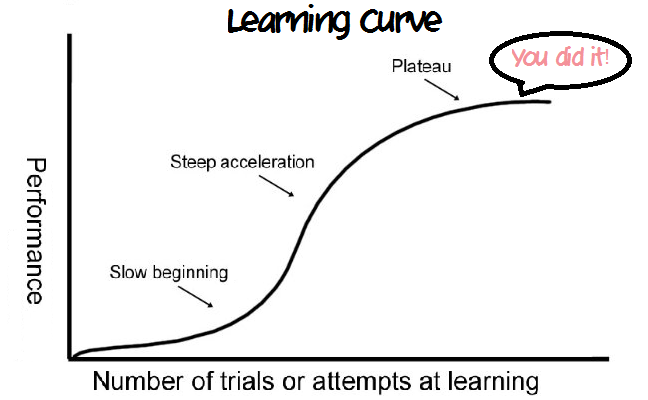 Learning Curve
you did it!
Plateau
Steep acceleration
Slow beginning
Performance
Number of trials or attempts at learning